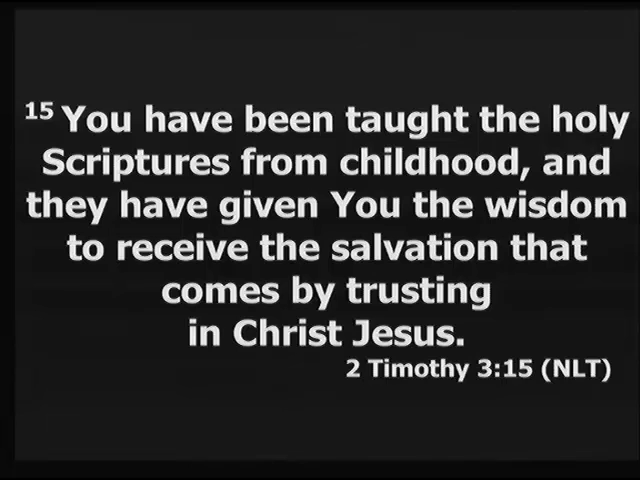 15 You have been taught the holy
Scriptures from childhood, and
they have given You the wisdom
to receive the salvation that
comes by trusting
in Christ Jesus.
2 Timothy 3:15 (NLT)